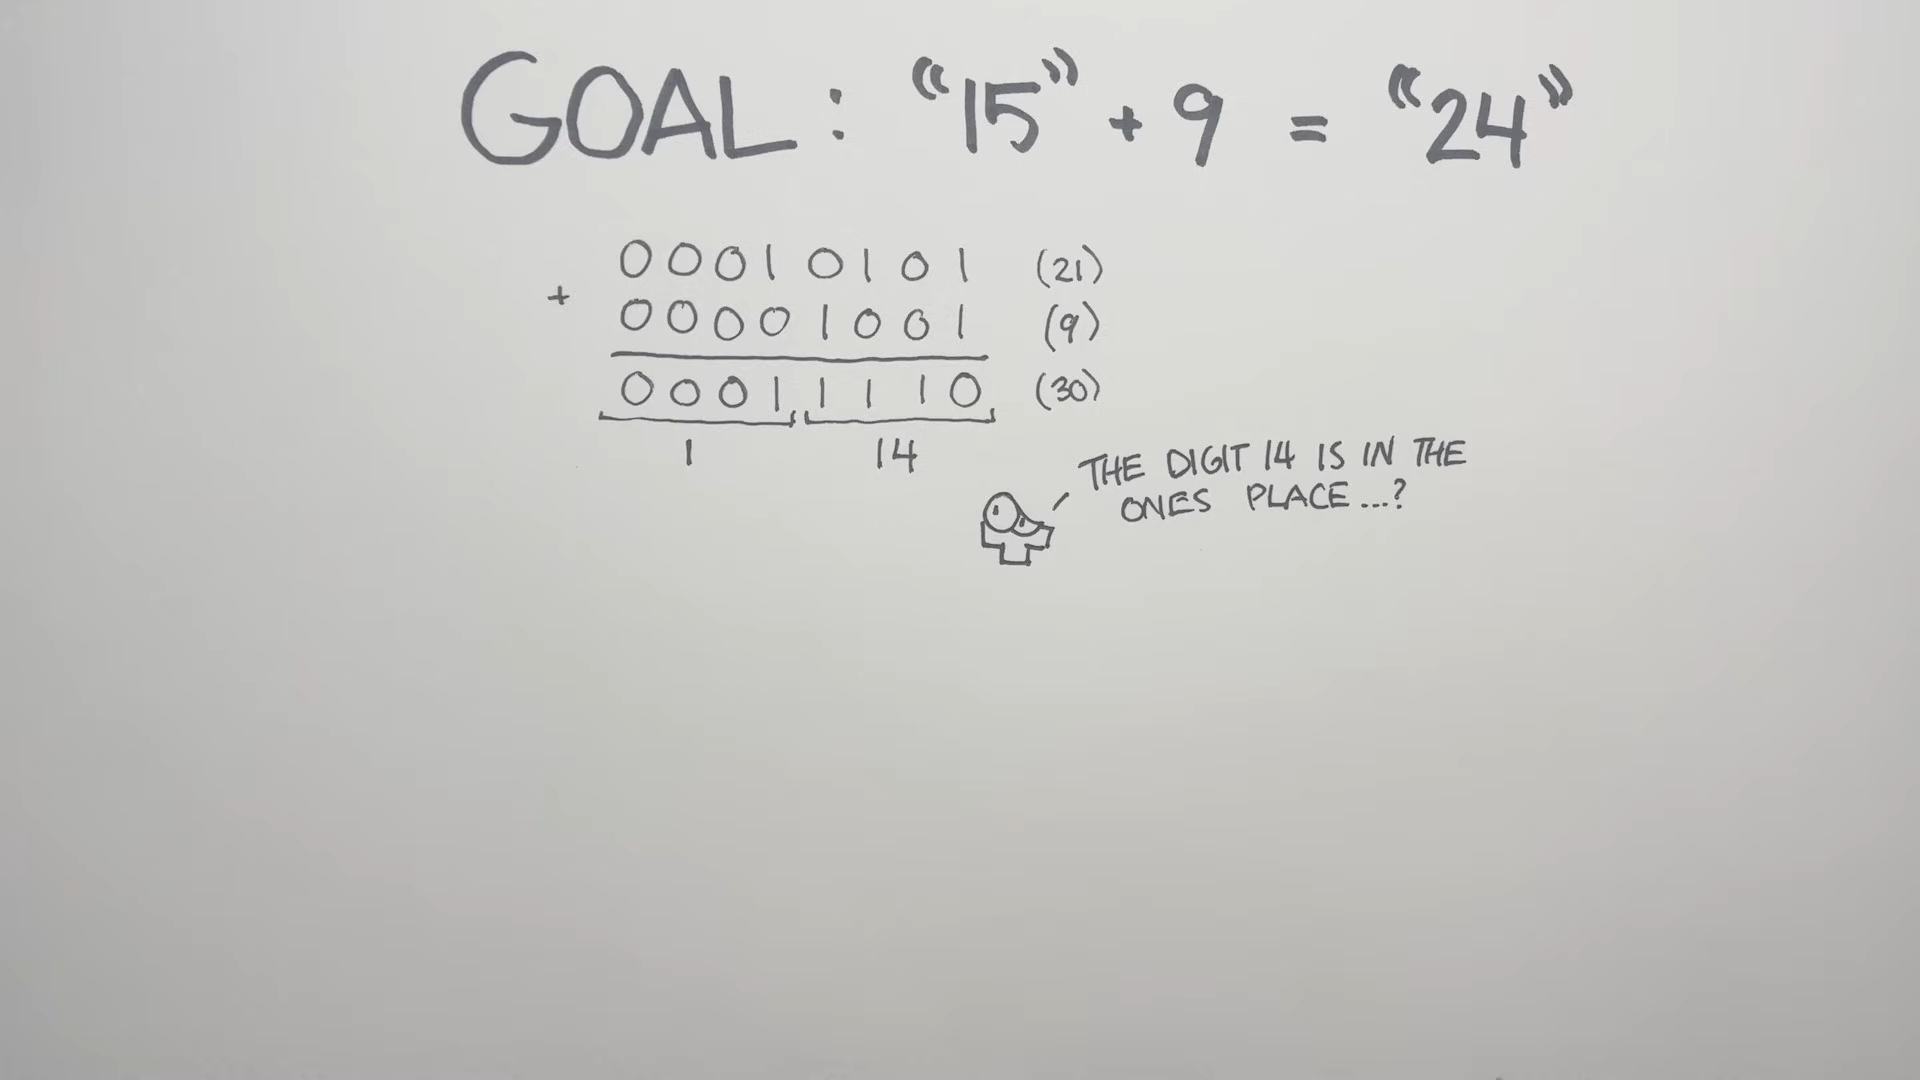 GOAL: "15" + 9 = "24"
00010101 (21)
+
00001001 (9)
00011110 (30)
1 14
THE DIGIT 14 IS IN THE
ONES PLACE...?